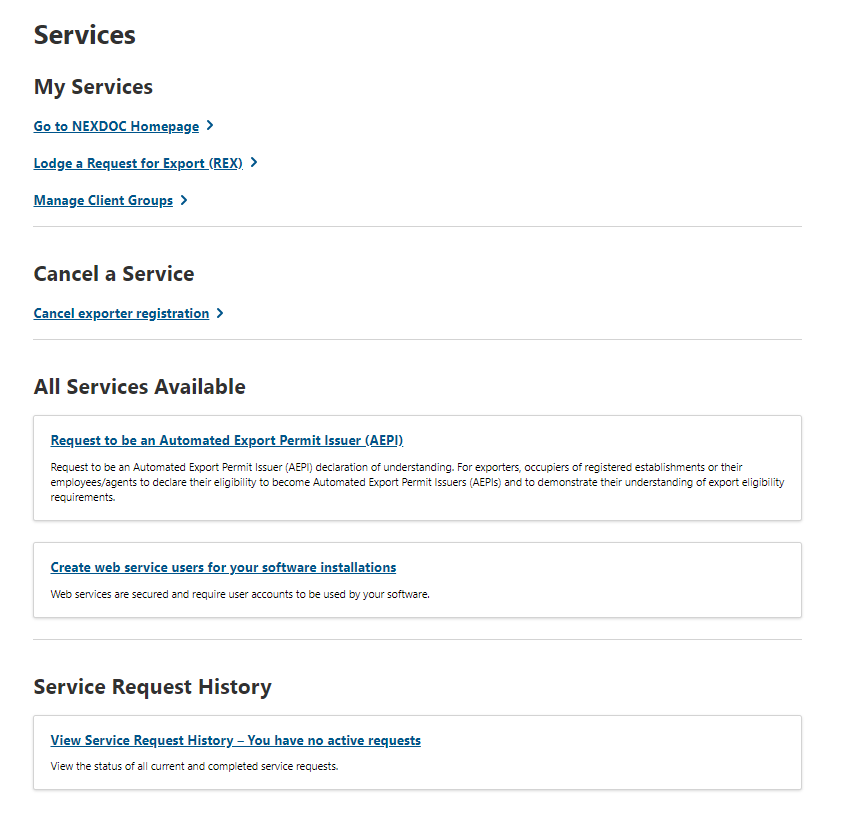 Services
My Services
Go to NEXDOC Homepage
Lodge a Request for Export (REX)
Manage Client Groups
Cancel a Service
Cancel exporter registration
All Services Available
Request to be an Automated Export Permit Issuer (AEPI)
Request to be an Automated Export Permit Issuer (AEPI) declaration of understanding. For exporters, occupiers of registered establishments or their
employees/agents to declare their eligibility to become Automated Export Permit Issuers (AEPIs) and to demonstrate their understanding of export eligibility
requirements.
Create web service users for your software installations
Web services are secured and require user accounts to be used by your software.
Service Request History
View Service Request History – You have no active requests
View the status of all current and completed service requests.